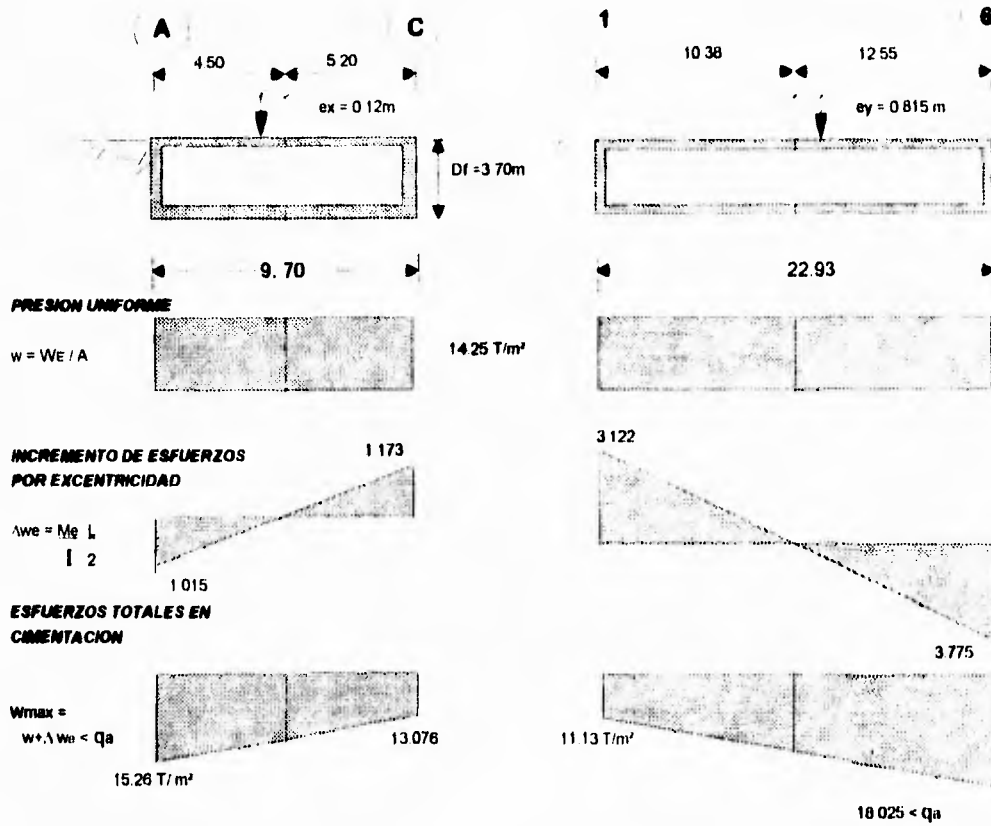 A C 1 6
4.50 5.20 10.38 12.55
ex = 0.12m ey = 0.815 m
Df = 3.70m
9.70 22.93
PRESION UNIFORME
w = WE / A
14.25 T/m²
INCREMENTO DE ESFUERZOS
POR EXCENTRICIDAD
1.173 3.122
Δwe = Me L
I 2
1.015
ESFUERZOS TOTALES EN
CIMENTACION
3.775
Wmax =
w+Δ we < qa
13.076 11.13 T/m²
15.26 T/ m²
18.025 < qa